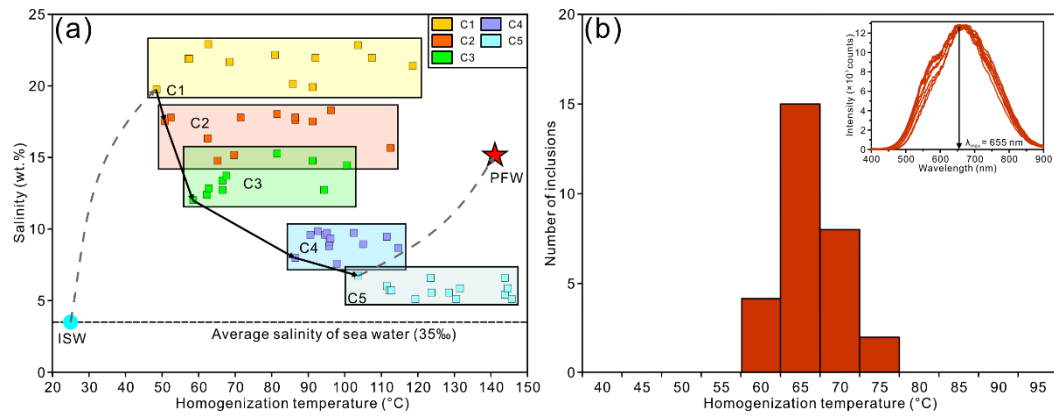 (a)
C1
C2
C3
C4
C5
25
20
15
10
5
0
Salinity (wt.%)
C1
C2
C3
C4
C5
PFW
ISW
Average salinity of sea water (35‰)
20 30 40 50 60 70 80 90 100 110 120 130 140 150
Homogenization temperature (°C)
(b)
20
15
10
5
0
Number of inclusions
40 45 50 55 60 65 70 75 80 85 90 95
Homogenization temperature (°C)
13
12
10
8
6
4
2
0
Intensity (×10³ counts)
λmax = 655 nm
400 500 600 700 800 900
Wavelength (nm)